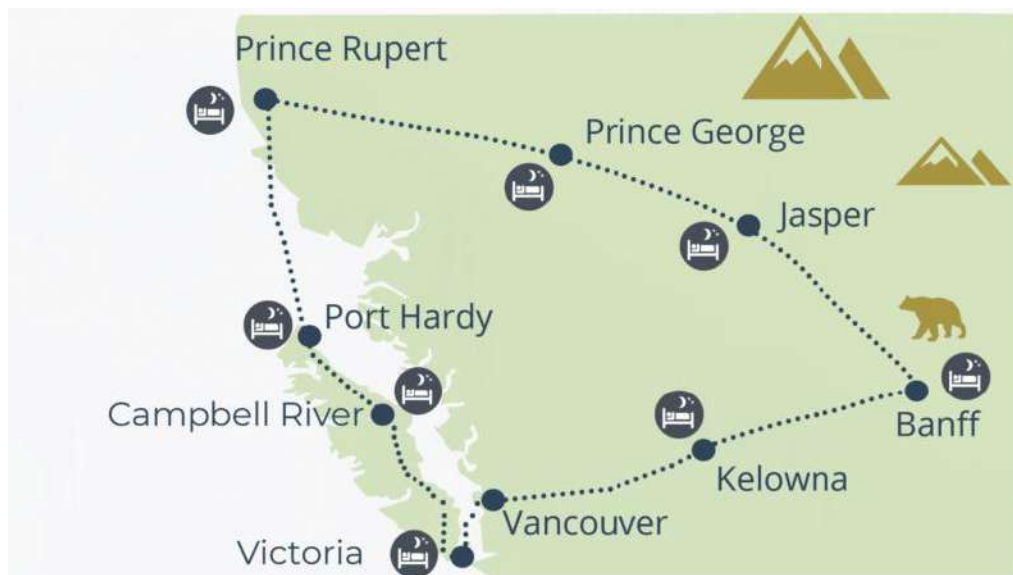 Prince Rupert
Prince George
Jasper
Port Hardy
Campbell River
Banff
Kelowna
Vancouver
Victoria